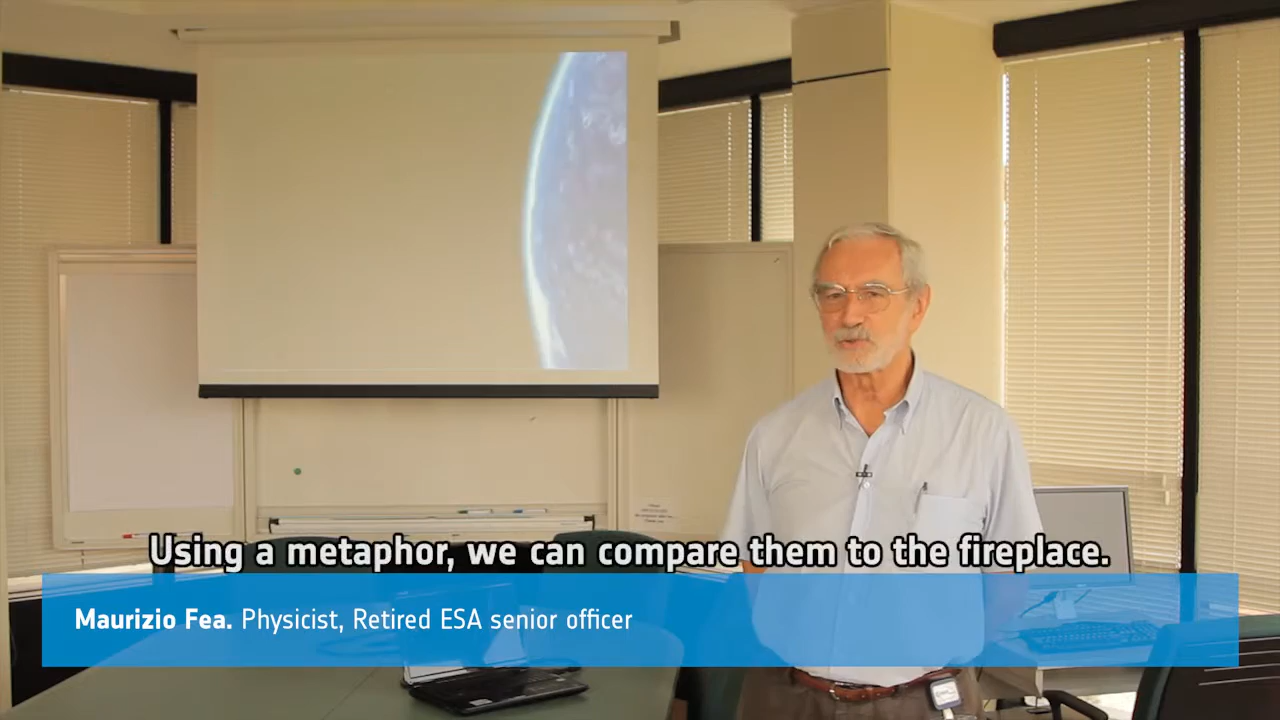 Using a metaphor, we can compare them to the fireplace.
Maurizio Fea. Physicist, Retired ESA senior officer